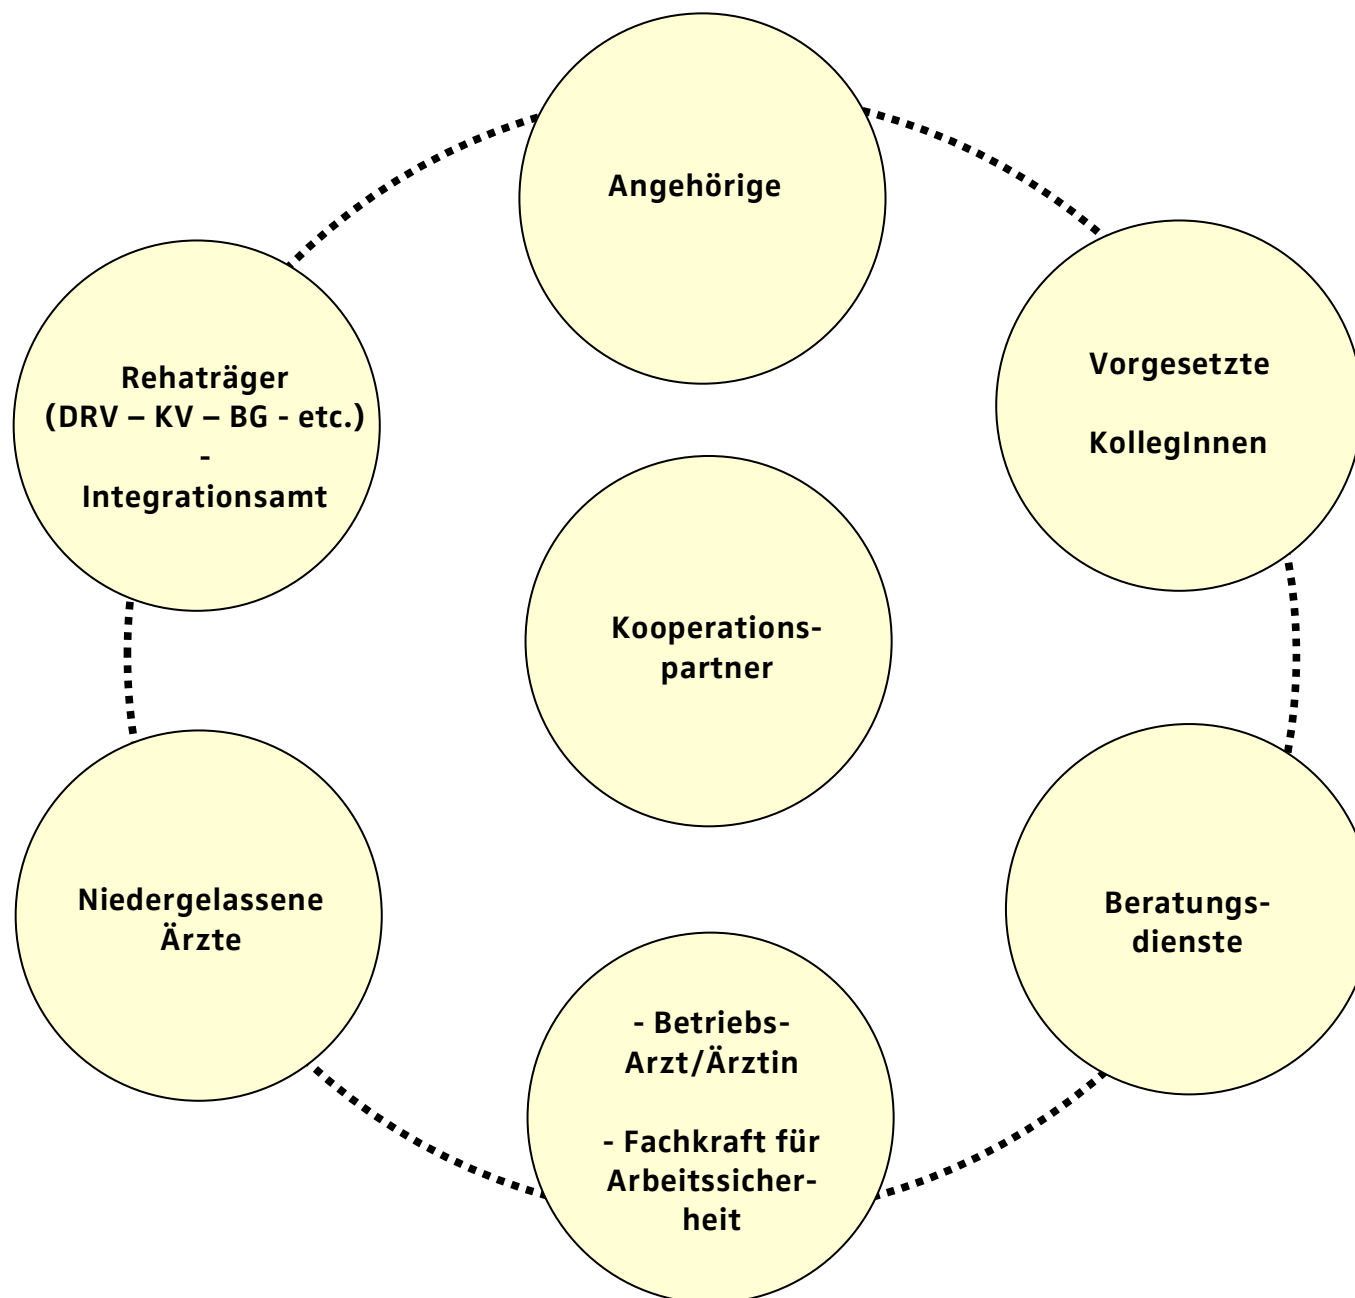 Angehörige
Rehaträger
(DRV – KV – BG - etc.)
-
Integrationsamt
Vorgesetzte
KollegInnen
Kooperations-
partner
Niedergelassene
Ärzte
Beratungs-
dienste
- Betriebs-
Arzt/Ärztin
- Fachkraft für
Arbeitssicher-
heit